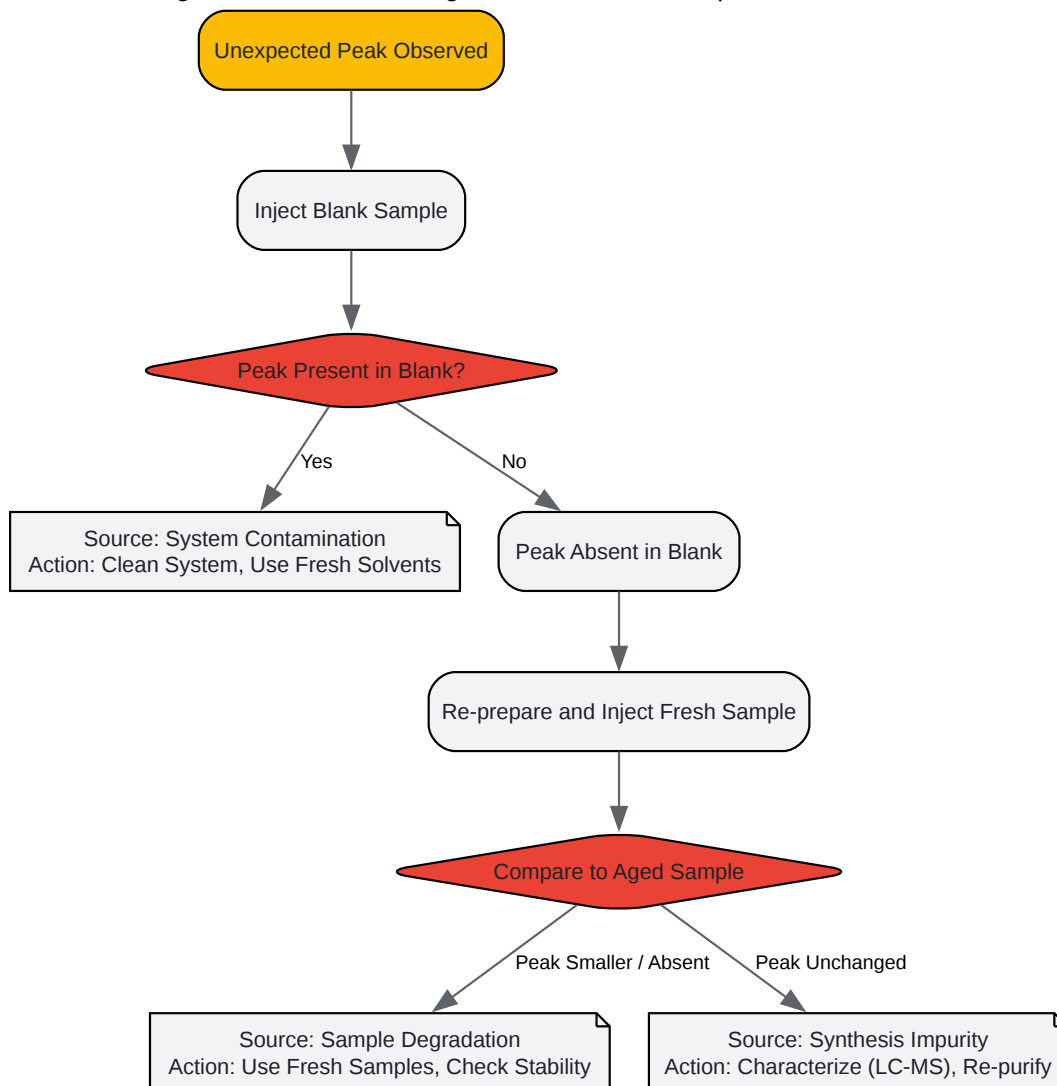 Unexpected Peak Observed
Inject Blank Sample
Peak Present in Blank?
Yes
No
Source: System Contamination
Action: Clean System, Use Fresh Solvents
Peak Absent in Blank
Re-prepare and Inject Fresh Sample
Compare to Aged Sample
Peak Smaller / Absent
Peak Unchanged
Source: Sample Degradation
Action: Use Fresh Samples, Check Stability
Source: Synthesis Impurity
Action: Characterize (LC-MS), Re-purify